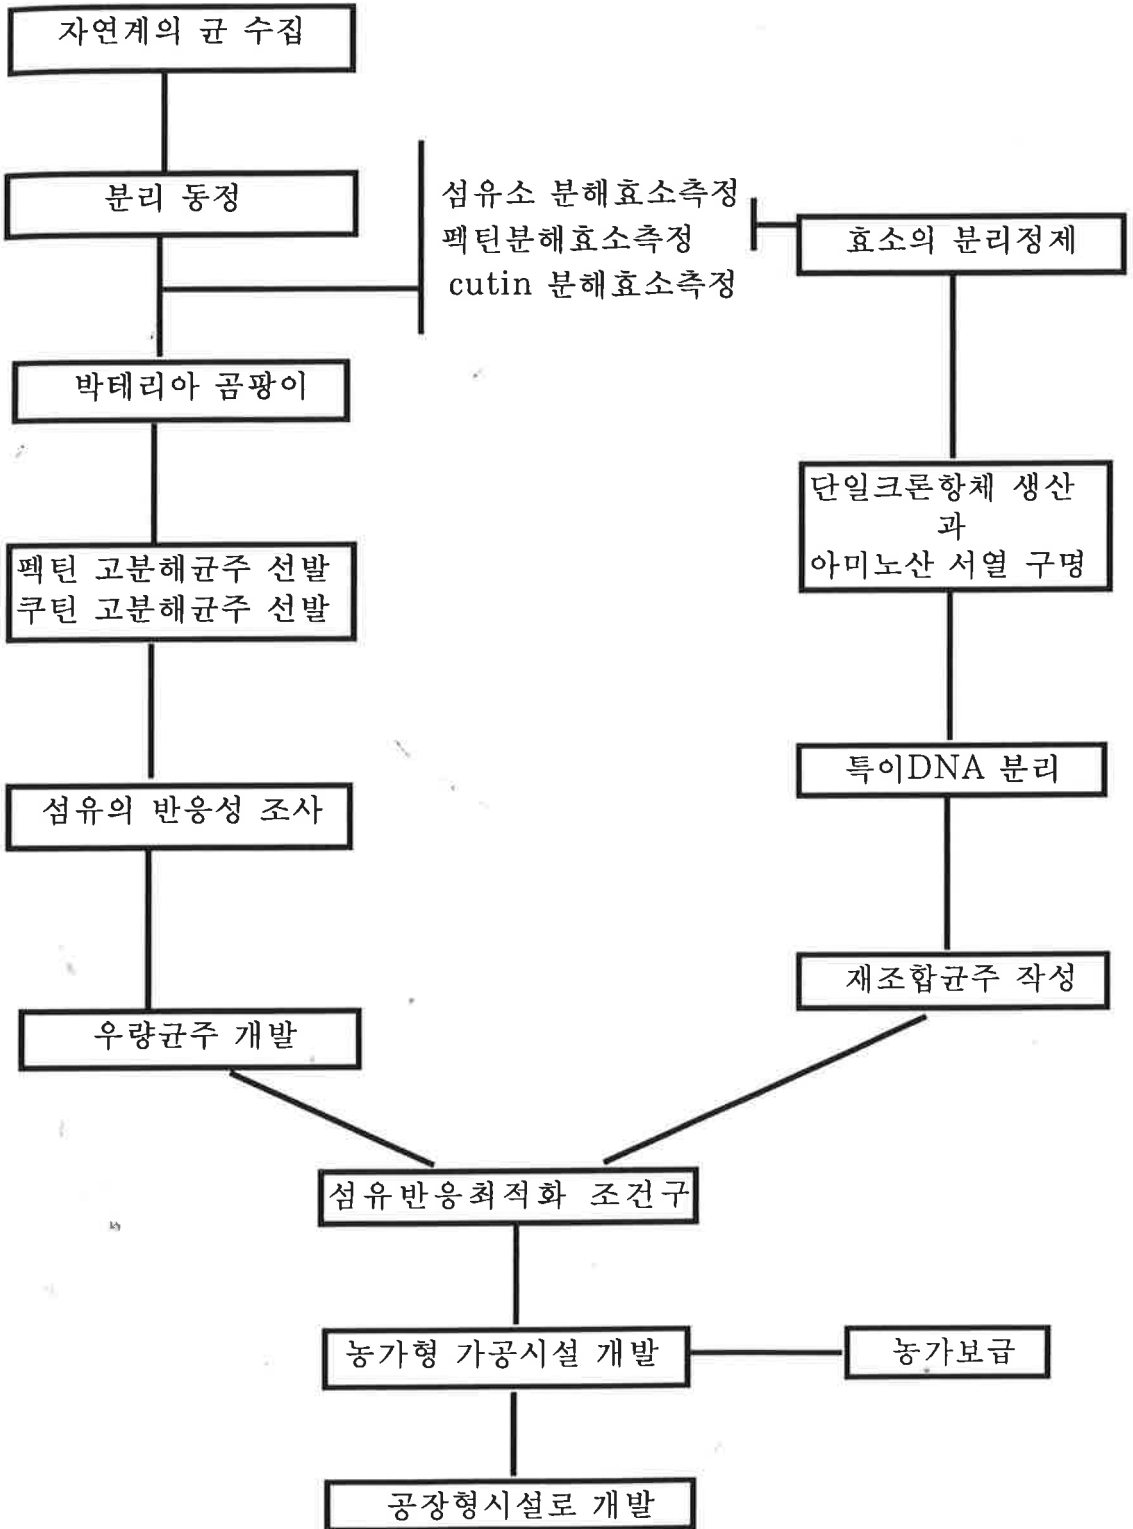 자연계의 균 수집
분리 동정
섬유소 분해효소측정
펙틴분해효소측정
cutin 분해효소측정
효소의 분리정제
박테리아 곰팡이
단일크론항체 생산
과
아미노산 서열 구명
펙틴 고분해균주 선발
쿠틴 고분해균주 선발
특이DNA 분리
섬유의 반응성 조사
재조합균주 작성
우량균주 개발
섬유반응최적화 조건구
농가형 가공시설 개발
농가보급
공장형시설로 개발